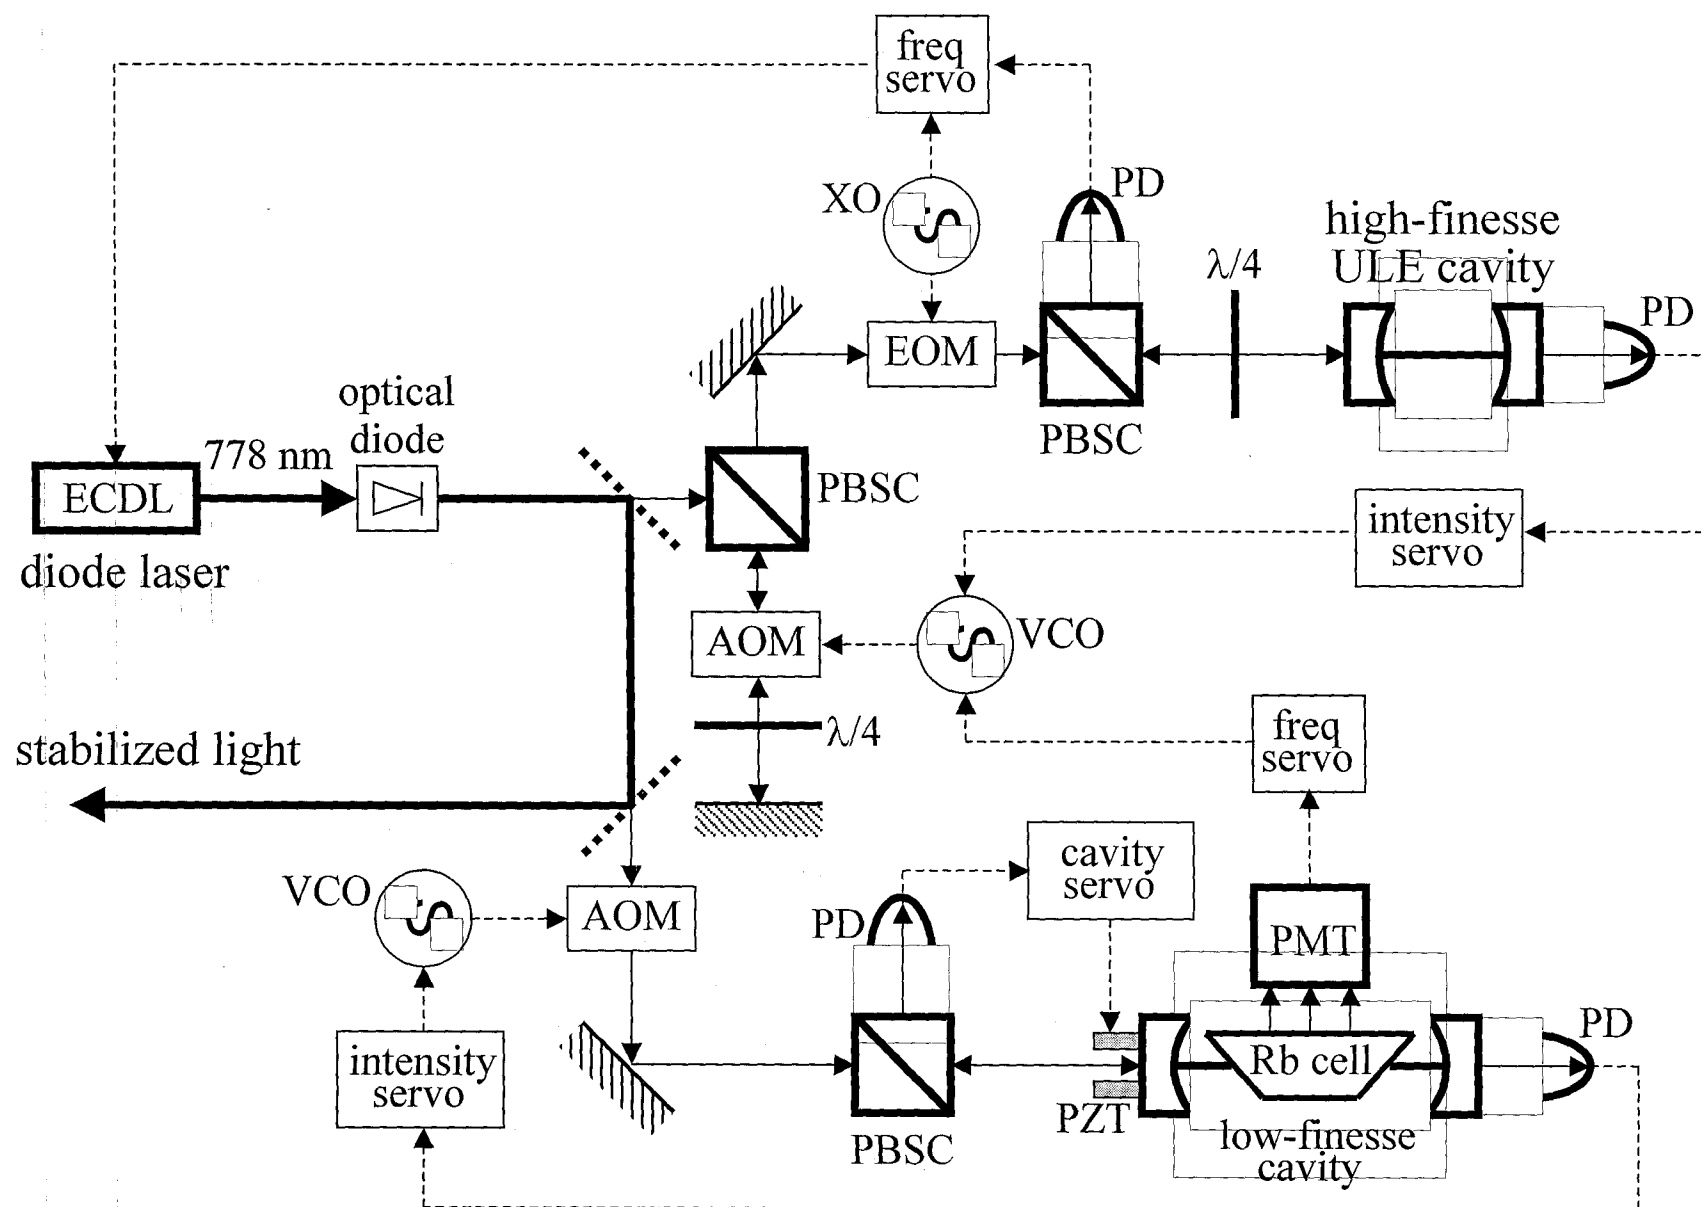 freq
servo
XO
PD
high-finesse
ULE cavity
λ/4
PD
EOM
PBSC
optical
diode
778 nm
ECDL
diode laser
PBSC
intensity
servo
AOM
VCO
λ/4
freq
servo
stabilized light
VCO
AOM
PD
cavity
servo
PMT
intensity
servo
PBSC
PZT
Rb cell
PD
low-finesse
cavity